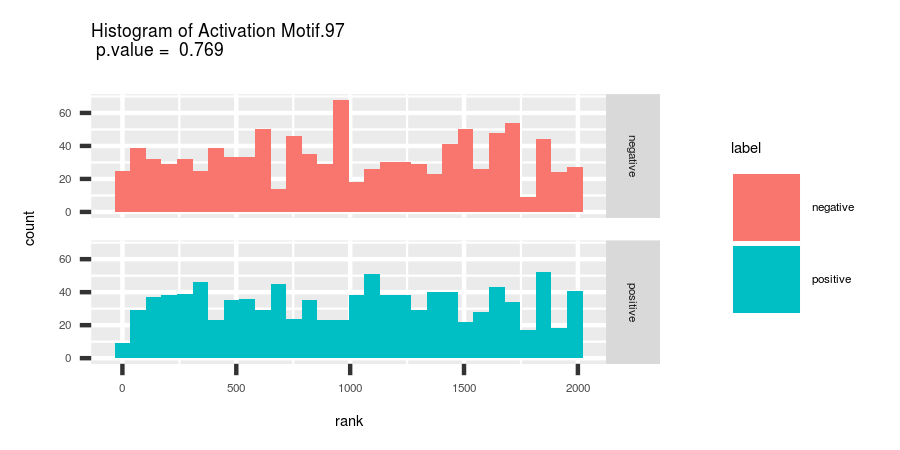 Histogram of Activation Motif.97
p.value = 0.769
count
60
40
20
0
negative
60
40
20
0
positive
0 500 1000 1500 2000
rank
label
negative
positive